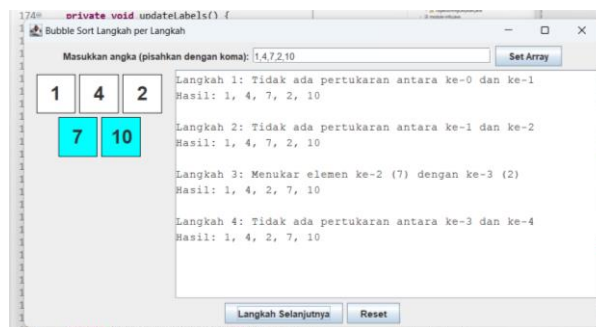 174 private void updateLabels() {
Bubble Sort Langkah per Langkah
Masukkan angka (pisahkan dengan koma): 1,4,7,2,10 Set Array
1 4 2
7 10
Langkah 1: Tidak ada pertukaran antara ke-0 dan ke-1
Hasil: 1, 4, 7, 2, 10
Langkah 2: Tidak ada pertukaran antara ke-1 dan ke-2
Hasil: 1, 4, 7, 2, 10
Langkah 3: Menukar elemen ke-2 (7) dengan ke-3 (2)
Hasil: 1, 4, 2, 7, 10
Langkah 4: Tidak ada pertukaran antara ke-3 dan ke-4
Hasil: 1, 4, 2, 7, 10
Langkah Selanjutnya Reset